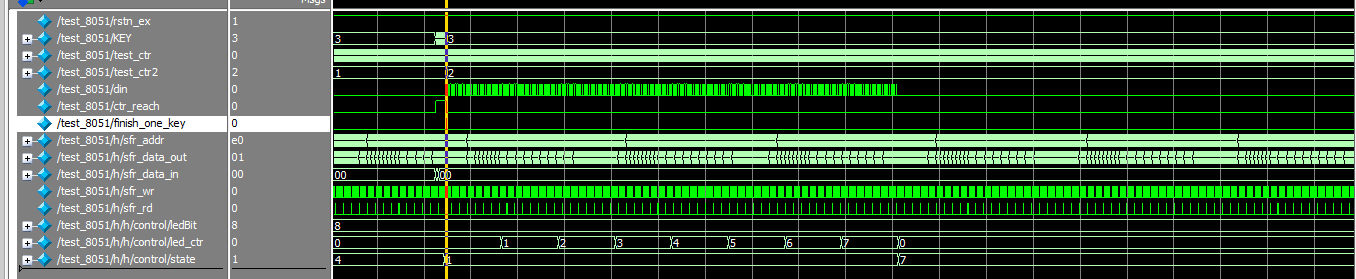 Msgs
/test_8051/rstn_ex 1
/test_8051/KEY 3 3 3
/test_8051/test_ctr 0
/test_8051/test_ctr2 2 1 2
/test_8051/din 0
/test_8051/ctr_reach 0
/test_8051/finish_one_key 0
/test_8051/h/sfr_addr e0
/test_8051/h/sfr_data_out 01
/test_8051/h/sfr_data_in 00 00 00
/test_8051/h/sfr_wr 0
/test_8051/h/sfr_rd 0
/test_8051/h/h/control/ledBit 8 8
/test_8051/h/h/control/led_ctr 0 0 1 2 3 4 5 6 7 0
/test_8051/h/h/control/state 1 4 1 7